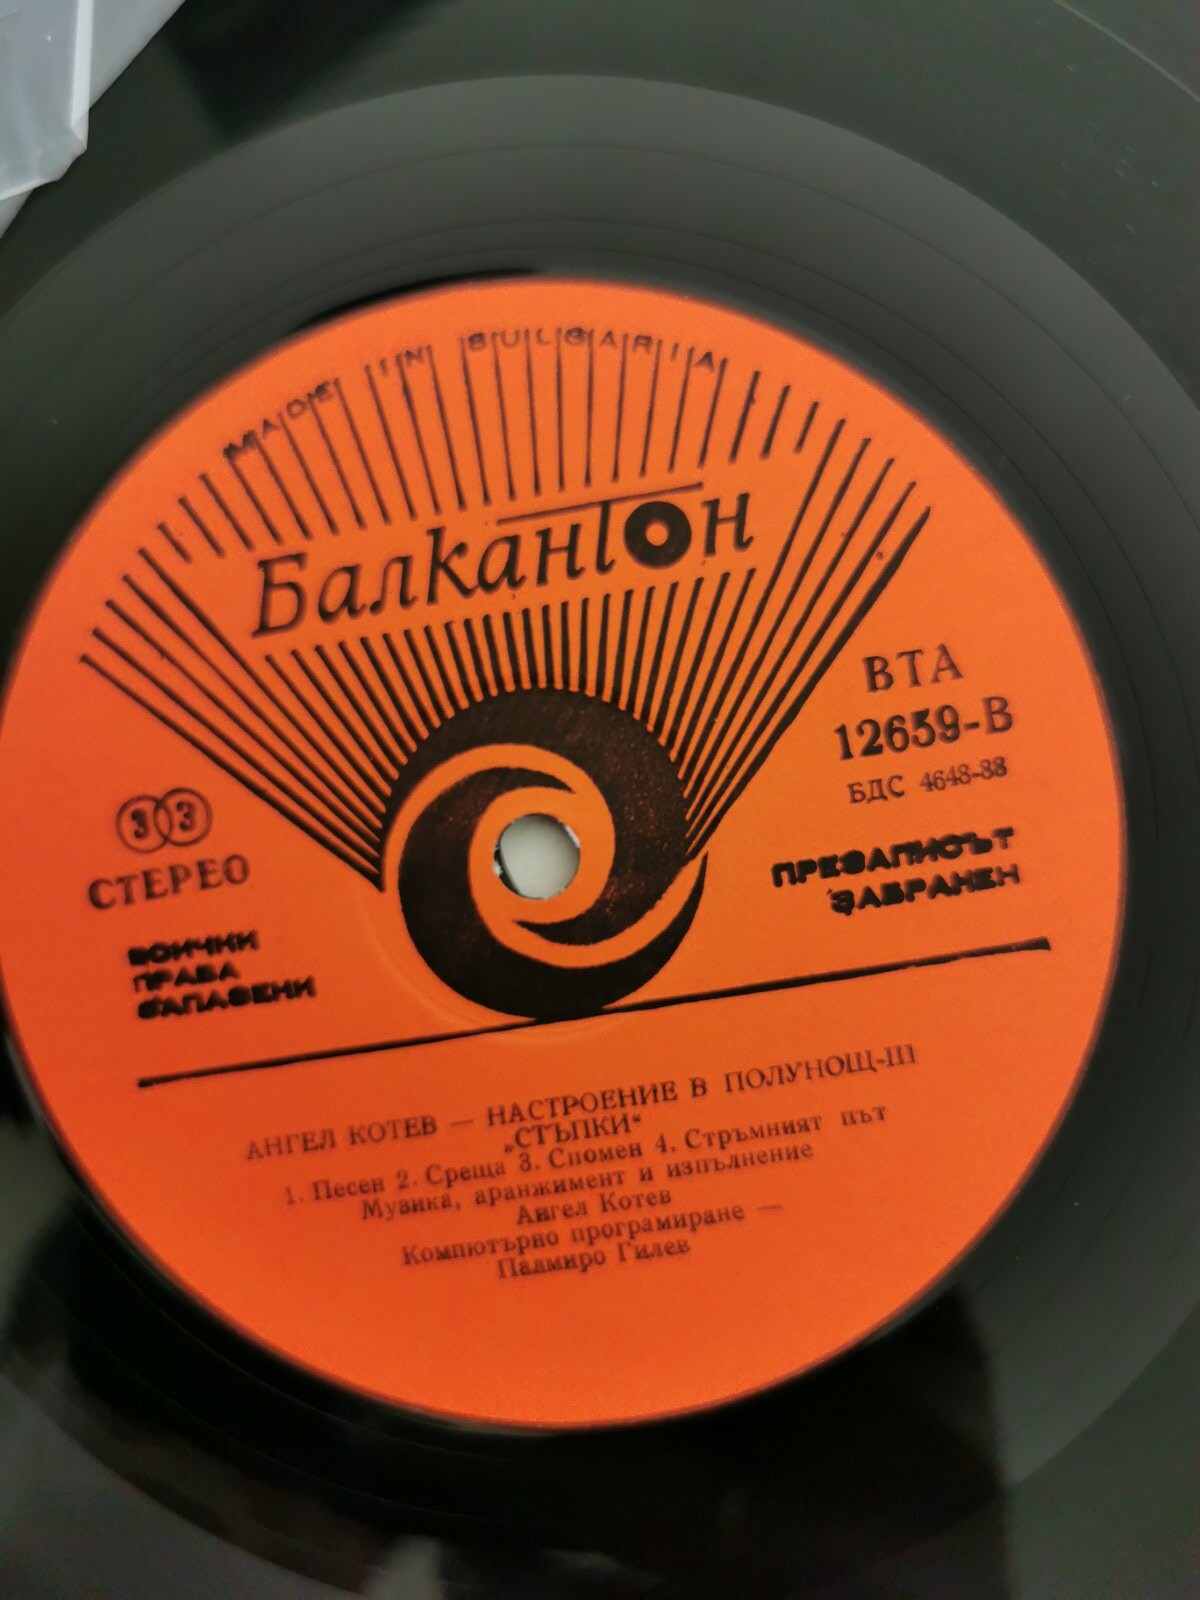 MADE IN BULGARIA
Балкантон
ВТА
12659-В
БДС 4648-88
33
СТЕРЕО
ПРЕЗАПИСЪТ
ЗАБРАНЕН
ВСИЧКИ
ПРАВА
ЗАПАЗЕНИ
АНГЕЛ КОТЕВ — НАСТРОЕНИЕ В ПОЛУНОЩ-III
„СТЪПКИ“
1. Песен 2. Среща 3. Спомен 4. Стръмният път
Музика, аранжимент и изпълнение
Ангел Котев
Компютърно програмиране —
Палмиро Гилев